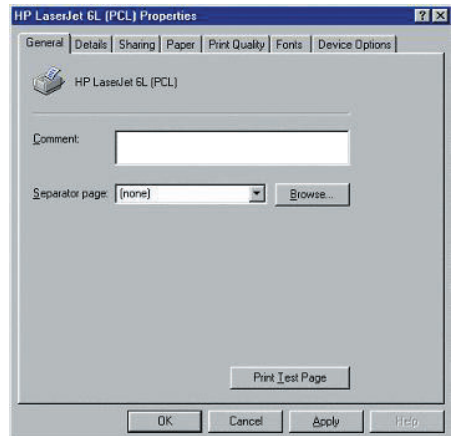 HP LaserJet 6L (PCL) Properties
General Details Sharing Paper Print Quality Fonts Device Options
HP LaserJet 6L (PCL)
Comment:
Separator page: (none) Browse...
Print Test Page
OK Cancel Apply Help